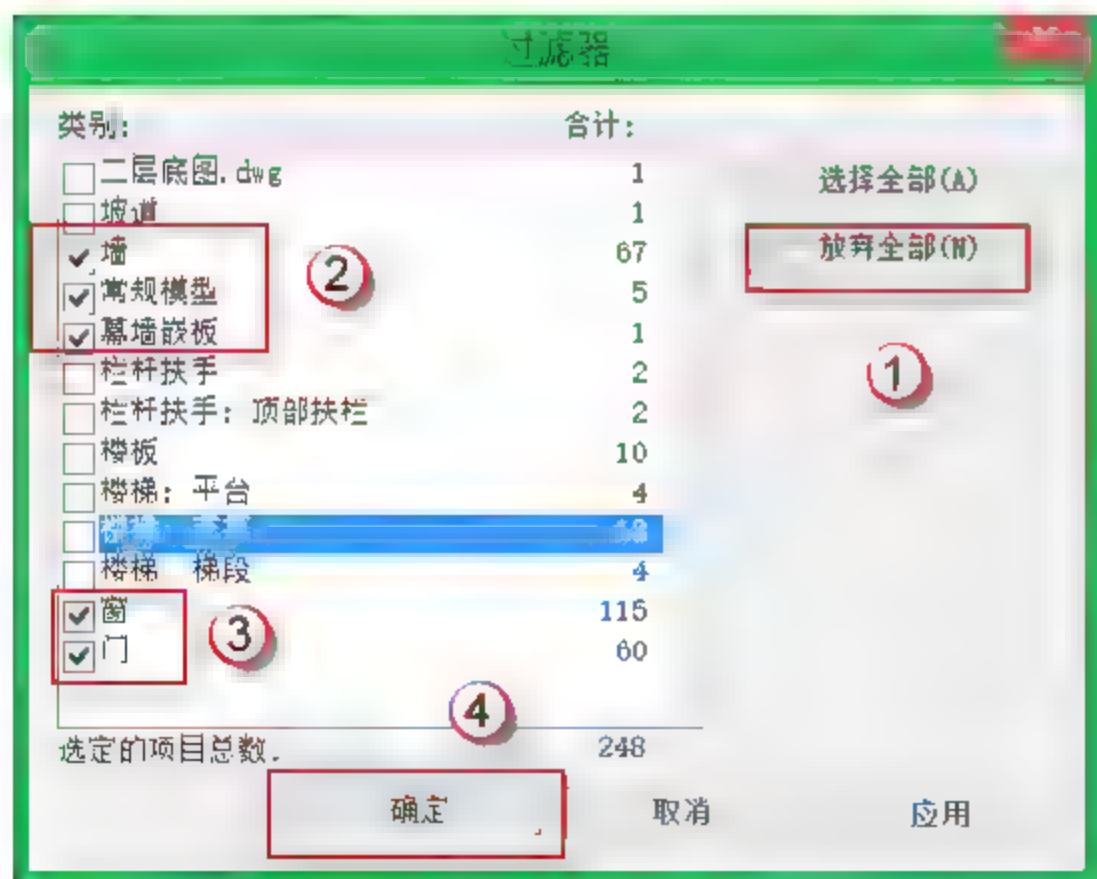 过滤器
类别: 合计:
二层底图.dwg 1
坡道 1
墙 67
常规模型 5
幕墙嵌板 1
栏杆扶手 2
栏杆扶手: 顶部扶栏 2
楼板 10
楼梯: 平台 4
楼梯 梯段 4
窗 115
门 60
选定的项目总数: 248
选择全部(A)
放弃全部(N)
①
②
③
④
确定 取消 应用